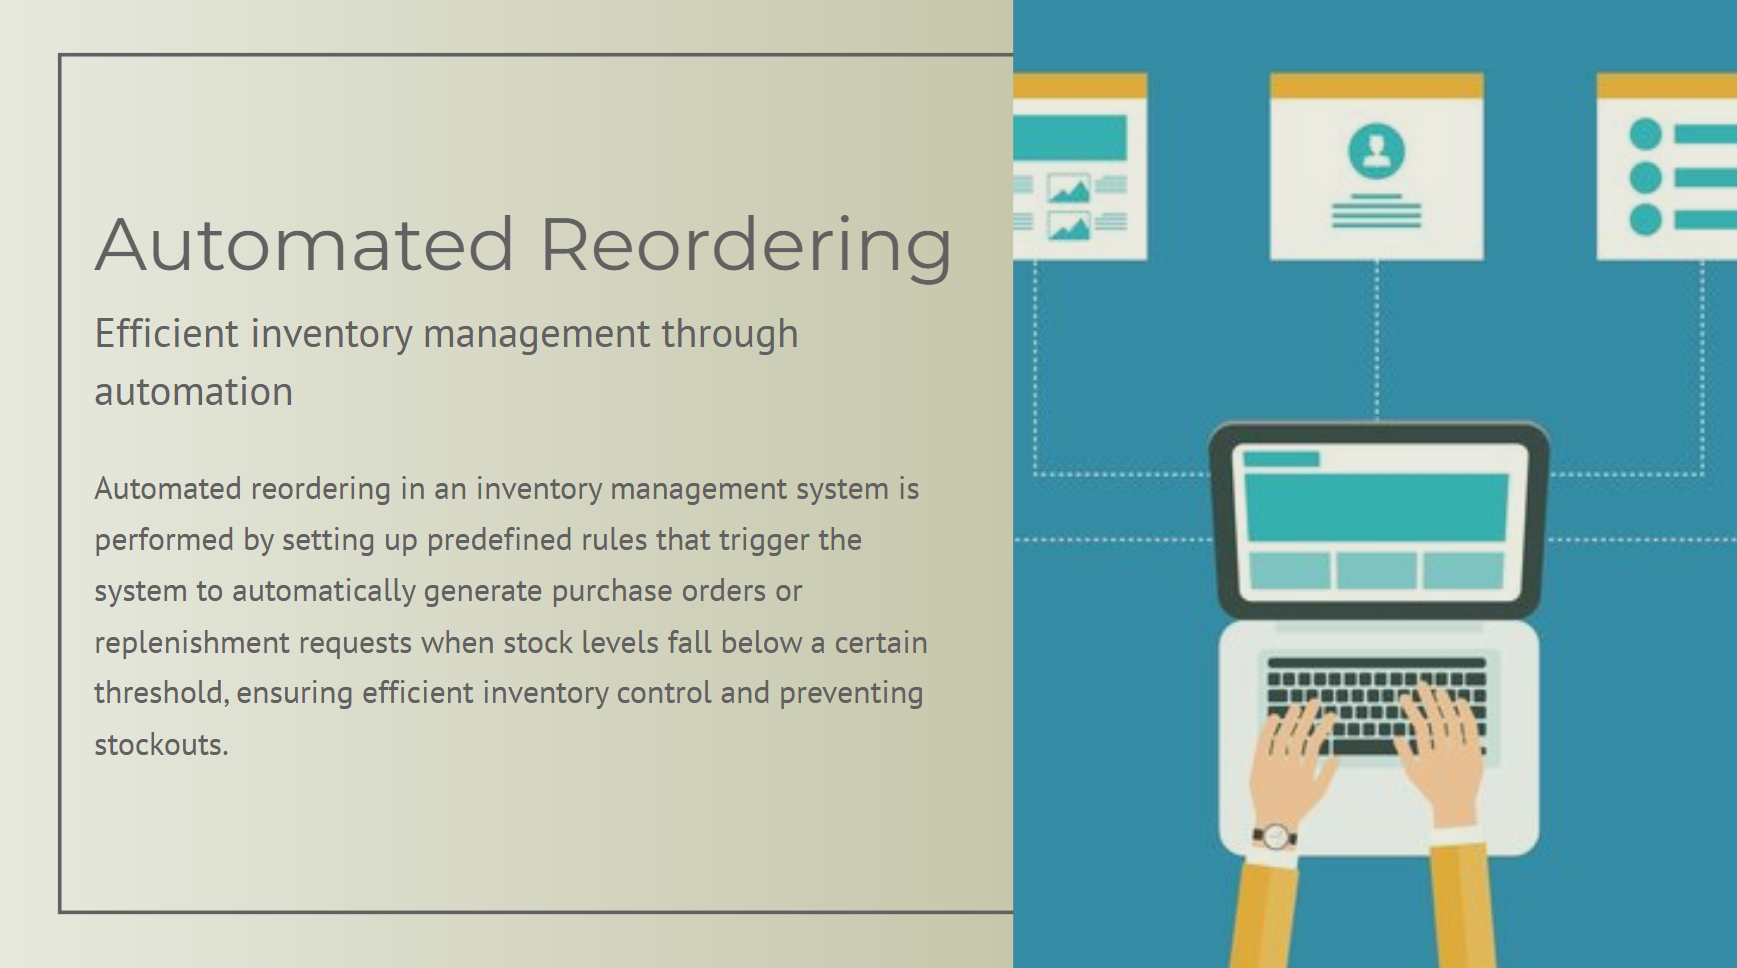 Automated Reordering
Efficient inventory management through
automation
Automated reordering in an inventory management system is
performed by setting up predefined rules that trigger the
system to automatically generate purchase orders or
replenishment requests when stock levels fall below a certain
threshold, ensuring efficient inventory control and preventing
stockouts.